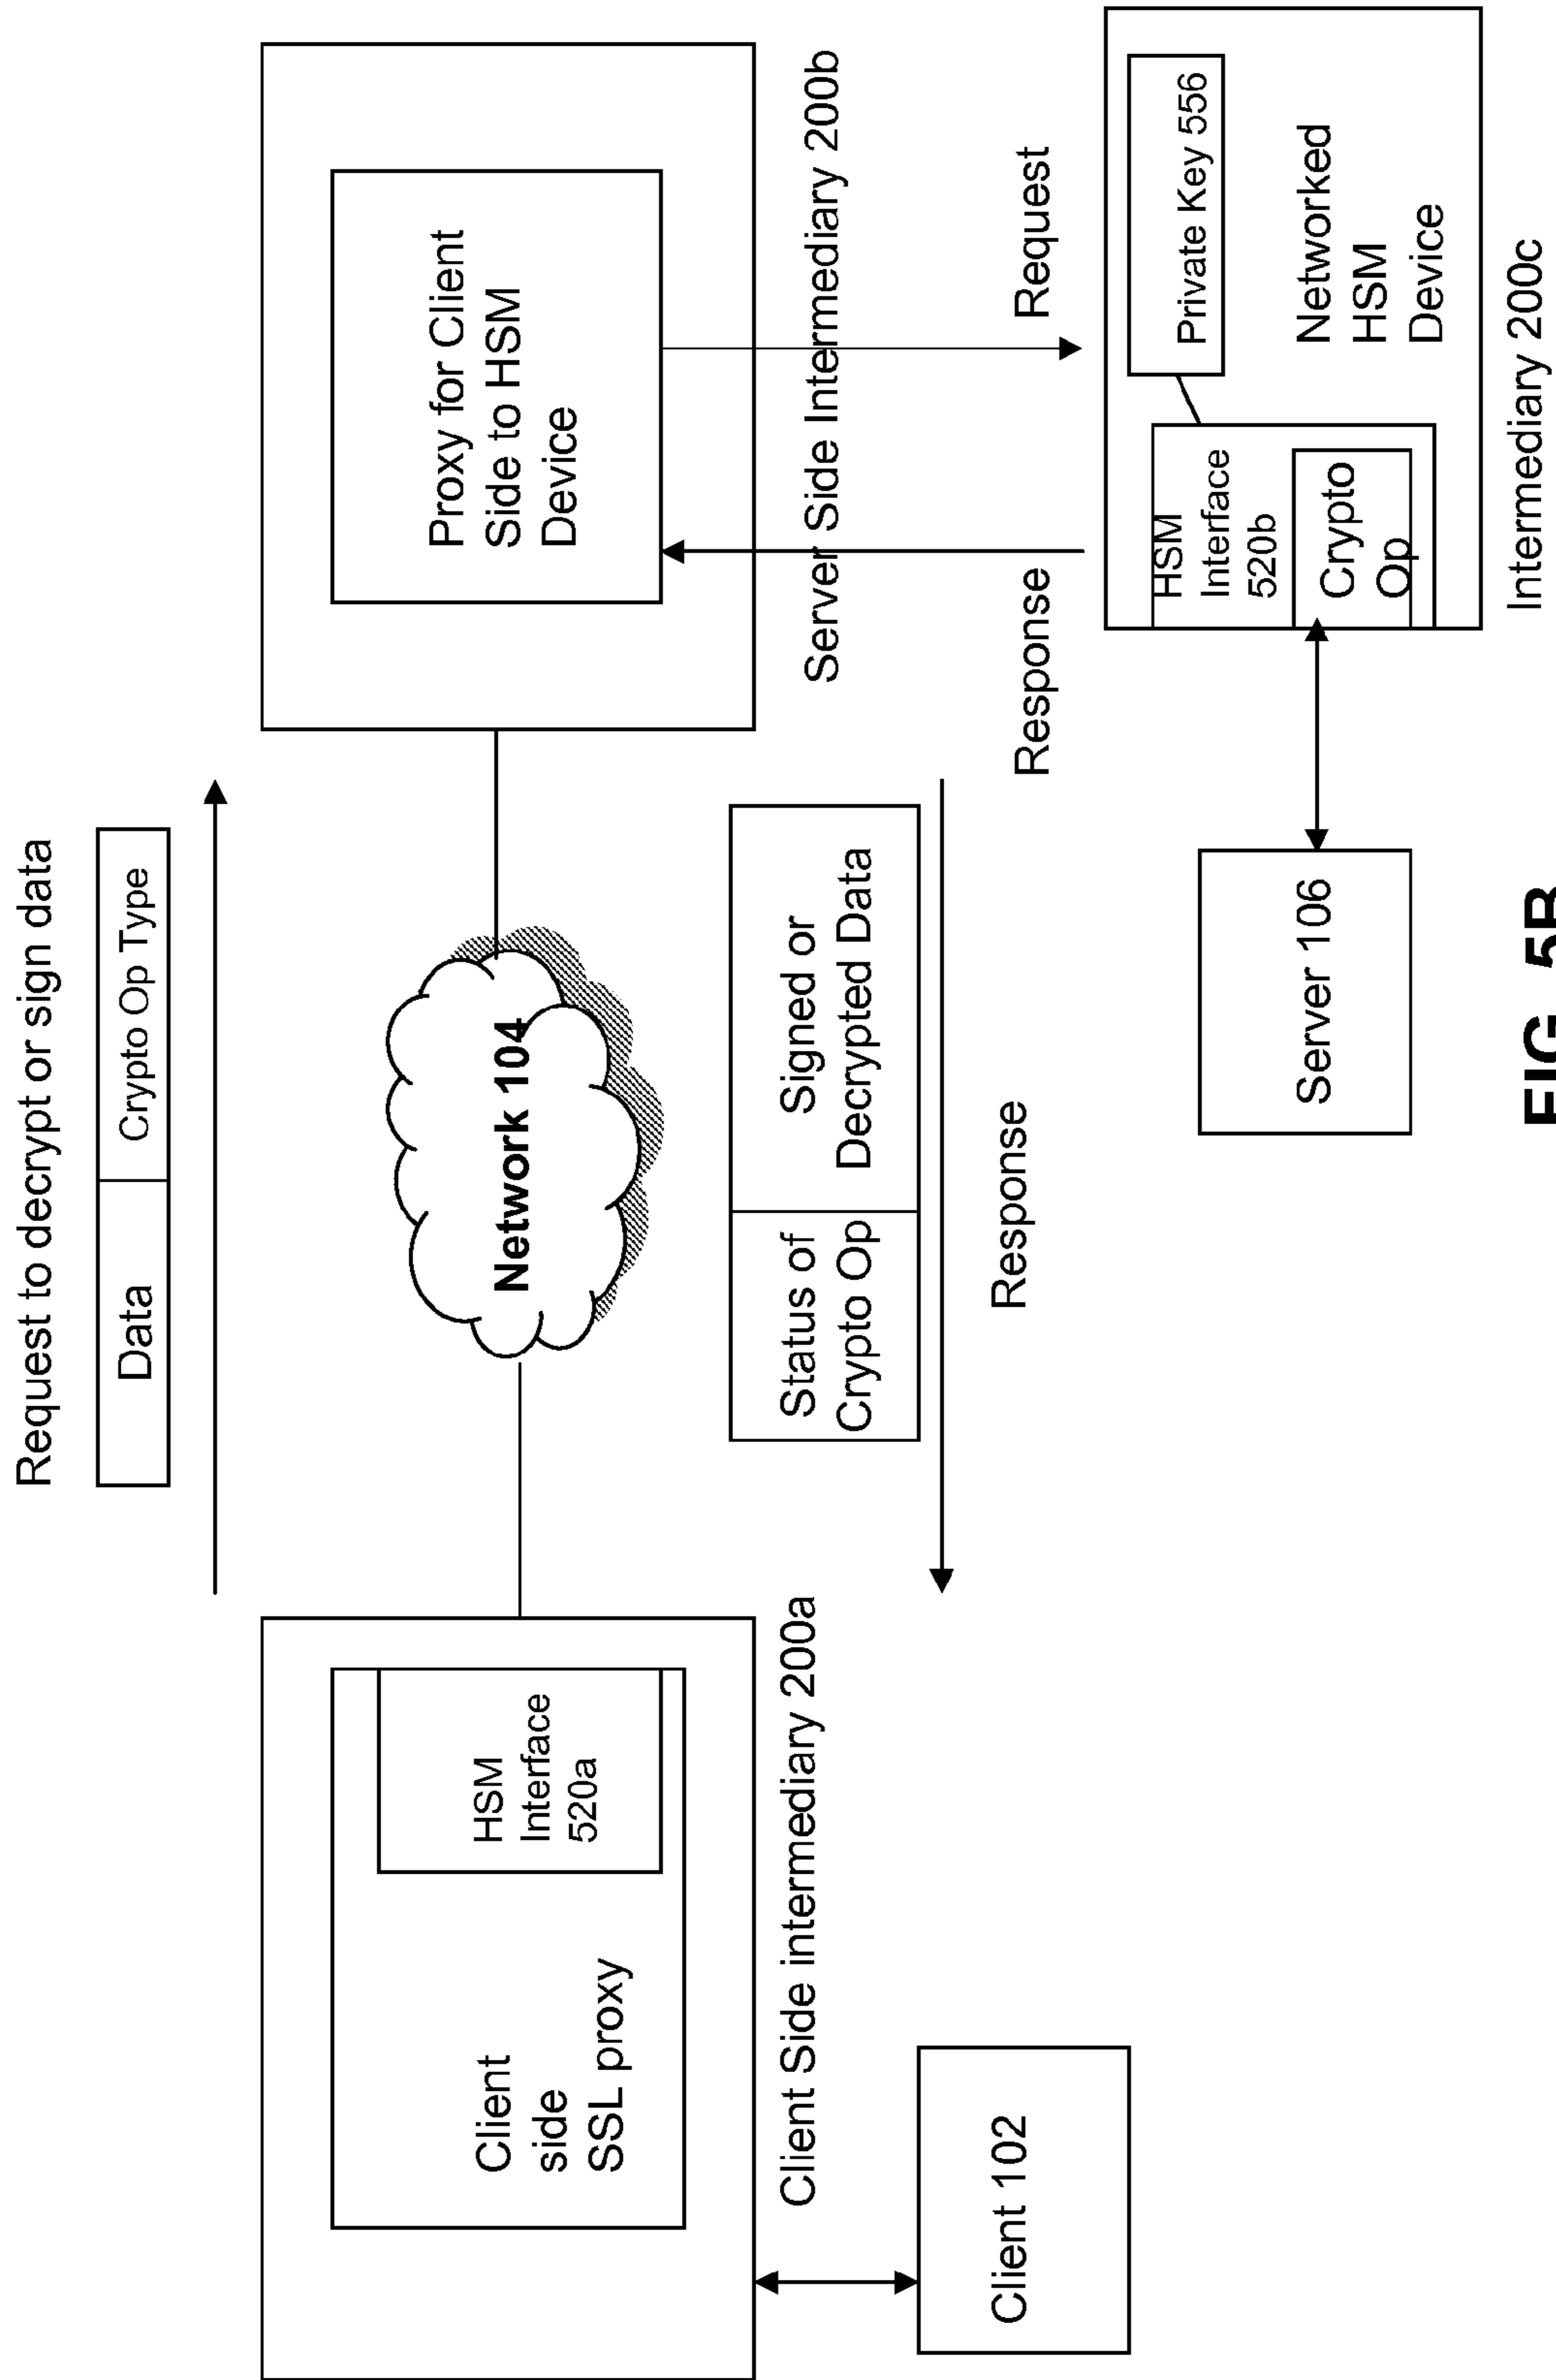 Request to decrypt or sign data
Data
Crypto Op Type
Client
side
SSL proxy
HSM
Interface
520a
Client Side intermediary 200a
Client 102
Network 104
Proxy for Client
Side to HSM
Device
Server Side Intermediary 200b
Status of
Crypto Op
Signed or
Decrypted Data
Response
Response
Request
Server 106
HSM
Interface
520b
Crypto
Op
Private Key 556
Networked
HSM
Device
Intermediary 200c
FIG. 5B